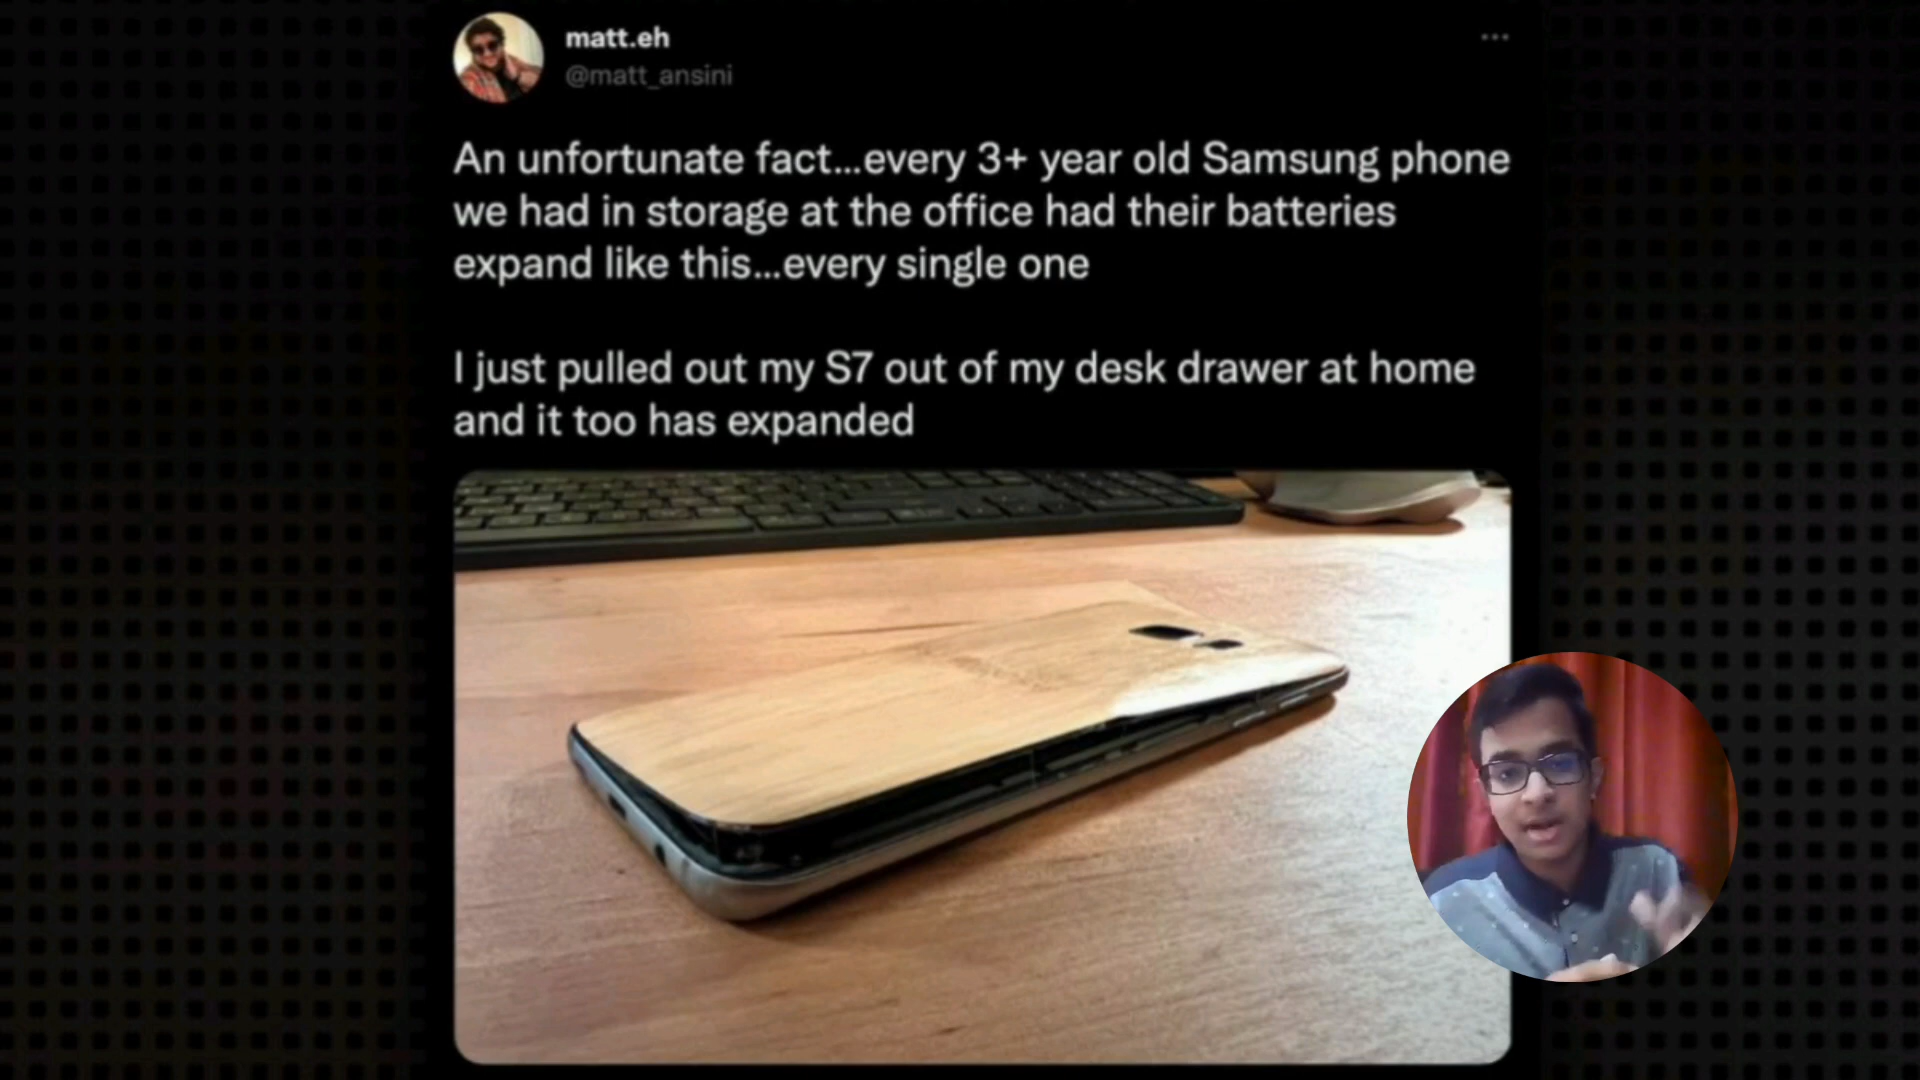 matt.eh
@matt_ansini
An unfortunate fact...every 3+ year old Samsung phone
we had in storage at the office had their batteries
expand like this...every single one
I just pulled out my S7 out of my desk drawer at home
and it too has expanded